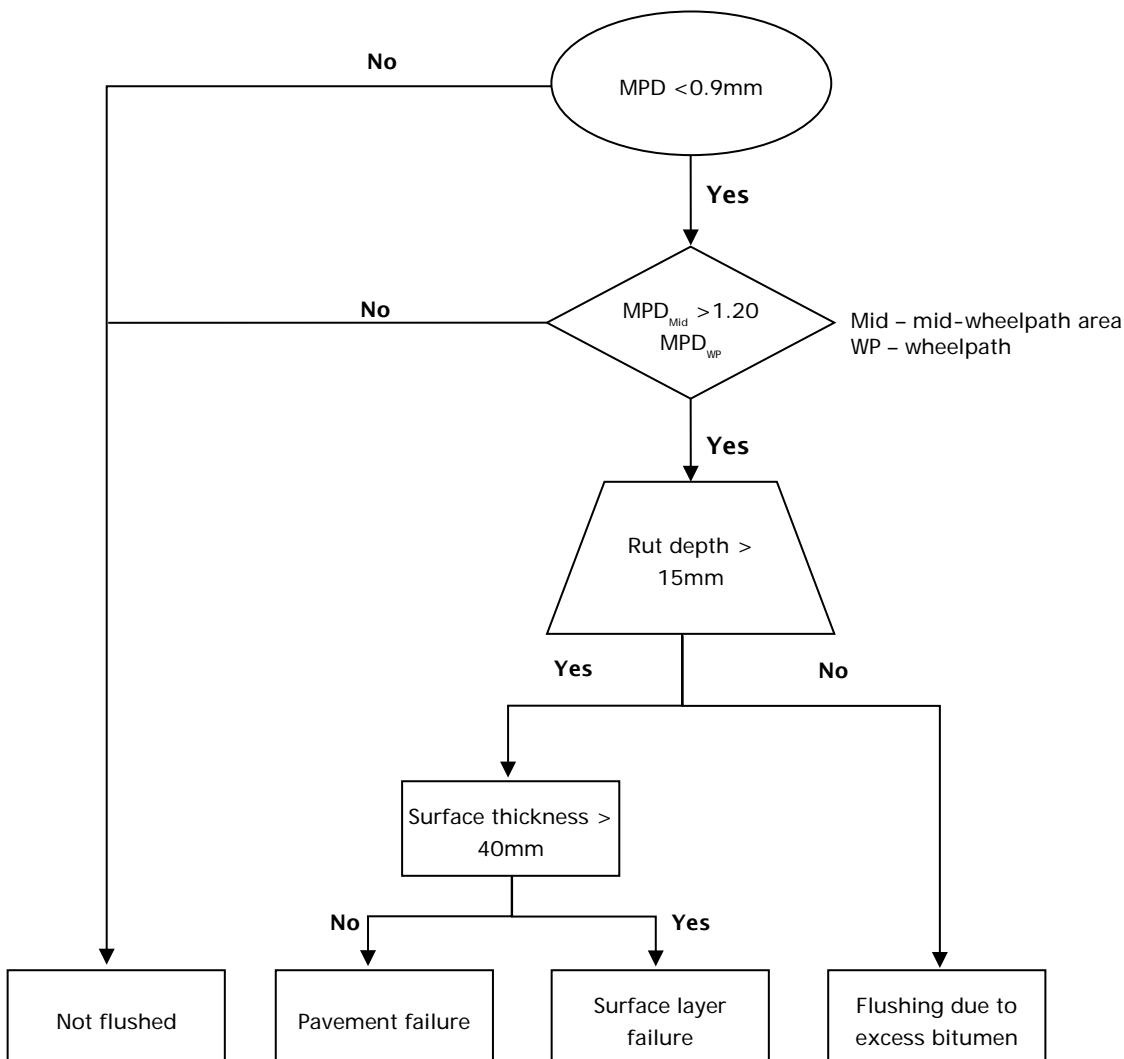 No
MPD <0.9mm
Yes
No
MPD_Mid >1.20
MPD_WP
Mid – mid-wheelpath area
WP – wheelpath
Yes
Rut depth >
15mm
Yes
No
Surface thickness >
40mm
No
Yes
Not flushed
Pavement failure
Surface layer
failure
Flushing due to
excess bitumen